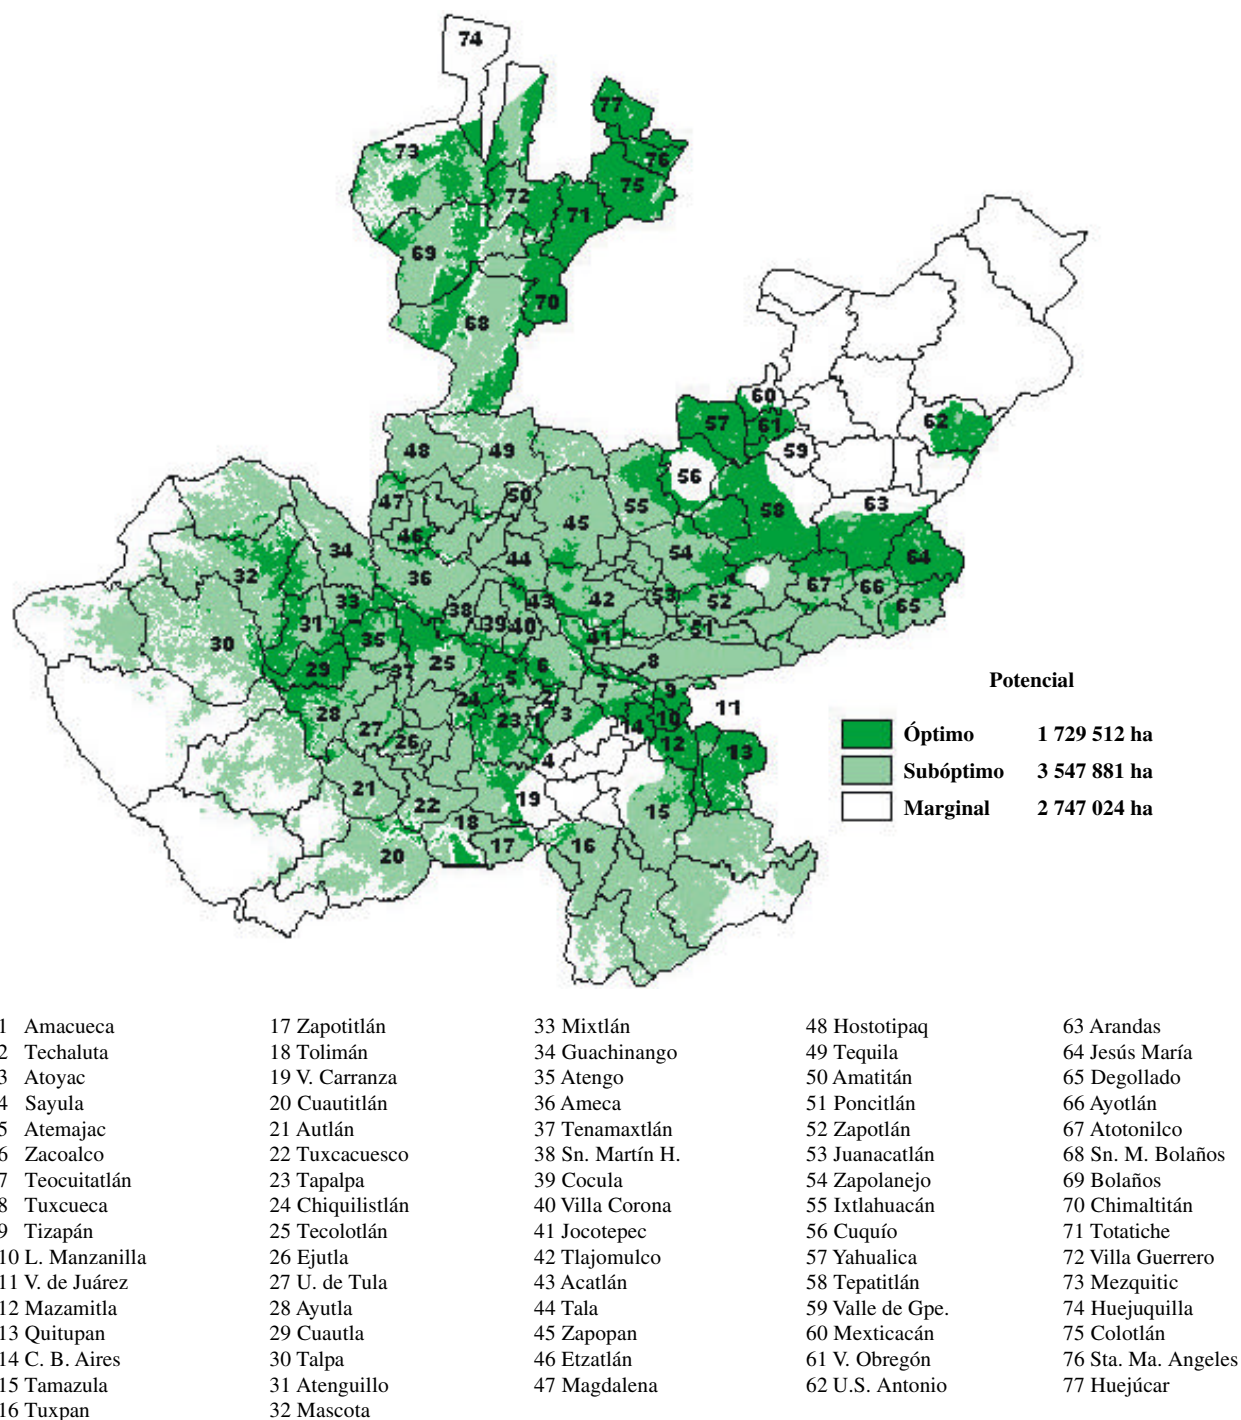 74
77
73
76
75
72
71
69
70
68
60
57
61
62
48
49
59
56
47
50
63
55
45
58
46
54
34
44
64
36
32
67
66
33
38
43
42
53
52
65
31
39
40
41
51
30
35
29
37
25
6
8
5
7
9
24
2
11
28
27
23
1
3
14
10
26
12
13
4
21
22
19
15
18
17
16
20
Potencial
Óptimo 1 729 512 ha
Subóptimo 3 547 881 ha
Marginal 2 747 024 ha
1 Amacueca
2 Techaluta
3 Atoyac
4 Sayula
5 Atemajac
6 Zacoalco
7 Teocuitatlán
8 Tuxcueca
9 Tizapán
10 L. Manzanilla
11 V. de Juárez
12 Mazamitla
13 Quitupan
14 C. B. Aires
15 Tamazula
16 Tuxpan
17 Zapotitlán
18 Tolimán
19 V. Carranza
20 Cuautitlán
21 Autlán
22 Tuxcacuesco
23 Tapalpa
24 Chiquilistlán
25 Tecolotlán
26 Ejutla
27 U. de Tula
28 Ayutla
29 Cuautla
30 Talpa
31 Atenguillo
32 Mascota
33 Mixtlán
34 Guachinango
35 Atengo
36 Ameca
37 Tenamaxtlán
38 Sn. Martín H.
39 Cocula
40 Villa Corona
41 Jocotepec
42 Tlajomulco
43 Acatlán
44 Tala
45 Zapopan
46 Etzatlán
47 Magdalena
48 Hostotipaq
49 Tequila
50 Amatitán
51 Poncitlán
52 Zapotlán
53 Juanacatlán
54 Zapolanejo
55 Ixtlahuacán
56 Cuquío
57 Yahualica
58 Tepatitlán
59 Valle de Gpe.
60 Mexticacán
61 V. Obregón
62 U.S. Antonio
63 Arandas
64 Jesús María
65 Degollado
66 Ayotlán
67 Atotonilco
68 Sn. M. Bolaños
69 Bolaños
70 Chimaltitán
71 Totatiche
72 Villa Guerrero
73 Mezquitic
74 Huejuquilla
75 Colotlán
76 Sta. Ma. Angeles
77 Huejúcar